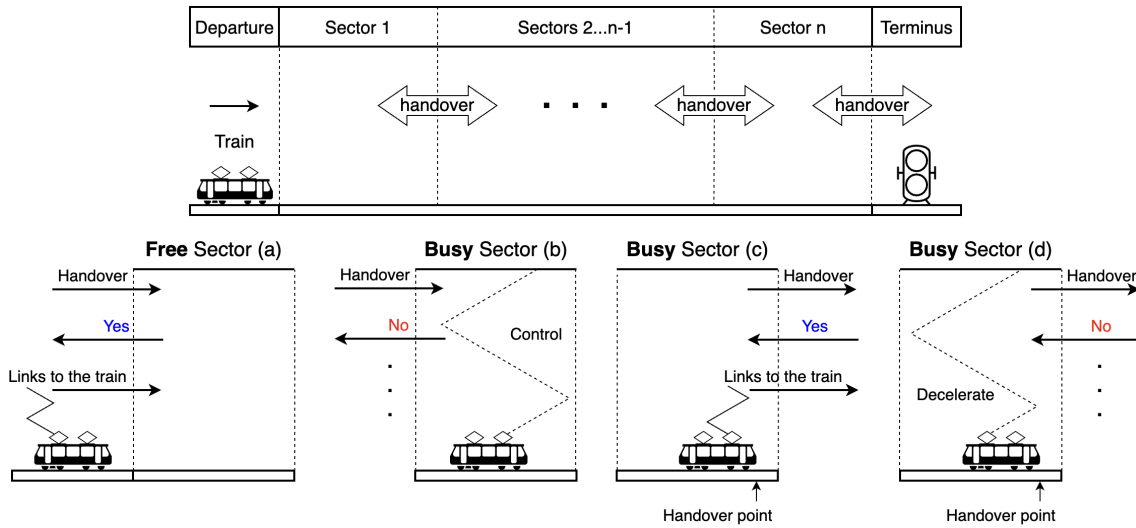 Departure
Sector 1
Sectors 2...n-1
Sector n
Terminus
handover
handover
handover
Train
Free Sector (a)
Handover
Yes
Links to the train
Busy Sector (b)
Handover
No
Control
Busy Sector (c)
Handover
Yes
Links to the train
Handover point
Busy Sector (d)
Handover
No
Decelerate
Handover point